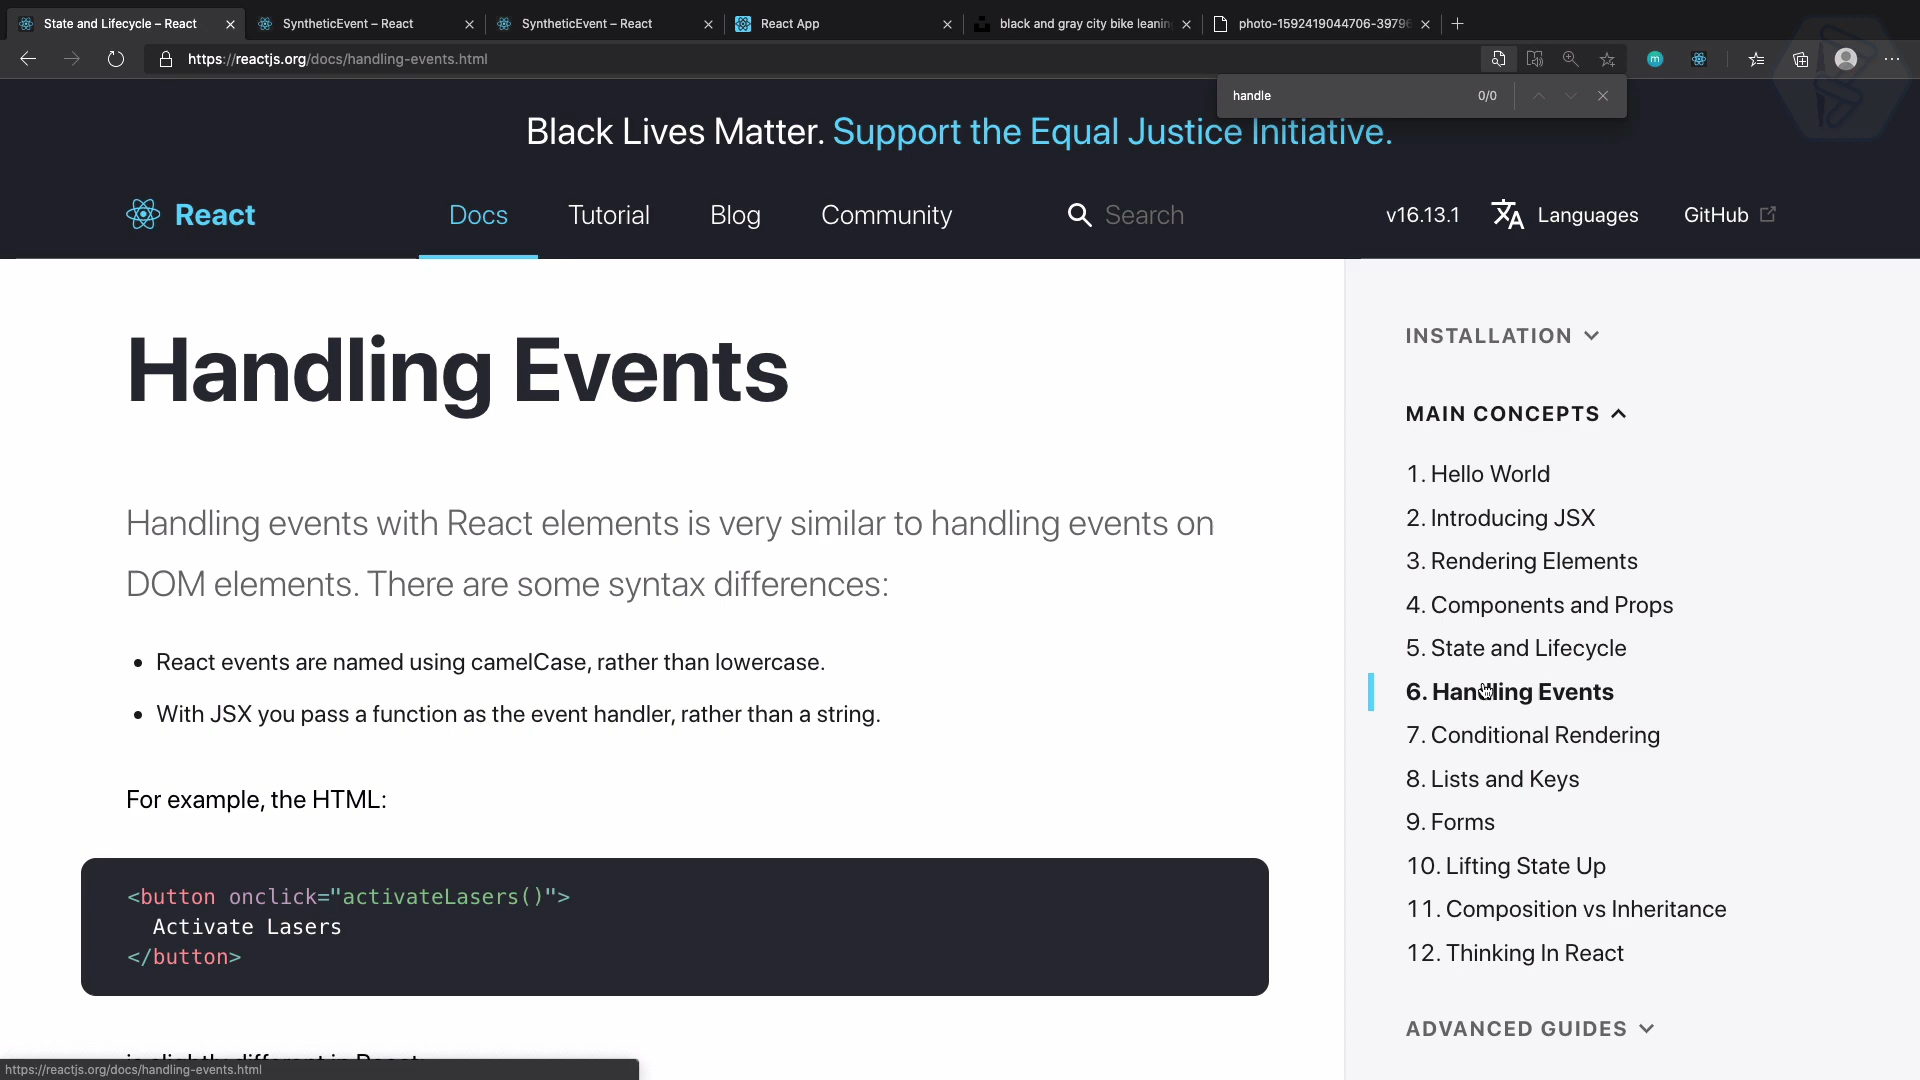 State and Lifecycle – React
SyntheticEvent – React
SyntheticEvent – React
React App
black and gray city bike leanin
photo-1592419044706-39796
https://reactjs.org/docs/handling-events.html
m
handle
0/0
Black Lives Matter. Support the Equal Justice Initiative.
React
Docs
Tutorial
Blog
Community
Search
v16.13.1
Languages
GitHub
Handling Events
Handling events with React elements is very similar to handling events on
DOM elements. There are some syntax differences:
• React events are named using camelCase, rather than lowercase.
• With JSX you pass a function as the event handler, rather than a string.
For example, the HTML:
<button onclick="activateLasers()">
Activate Lasers
</button>
is slightly different in React:
INSTALLATION
MAIN CONCEPTS
1. Hello World
2. Introducing JSX
3. Rendering Elements
4. Components and Props
5. State and Lifecycle
6. Handling Events
7. Conditional Rendering
8. Lists and Keys
9. Forms
10. Lifting State Up
11. Composition vs Inheritance
12. Thinking In React
ADVANCED GUIDES
https://reactjs.org/docs/handling-events.html